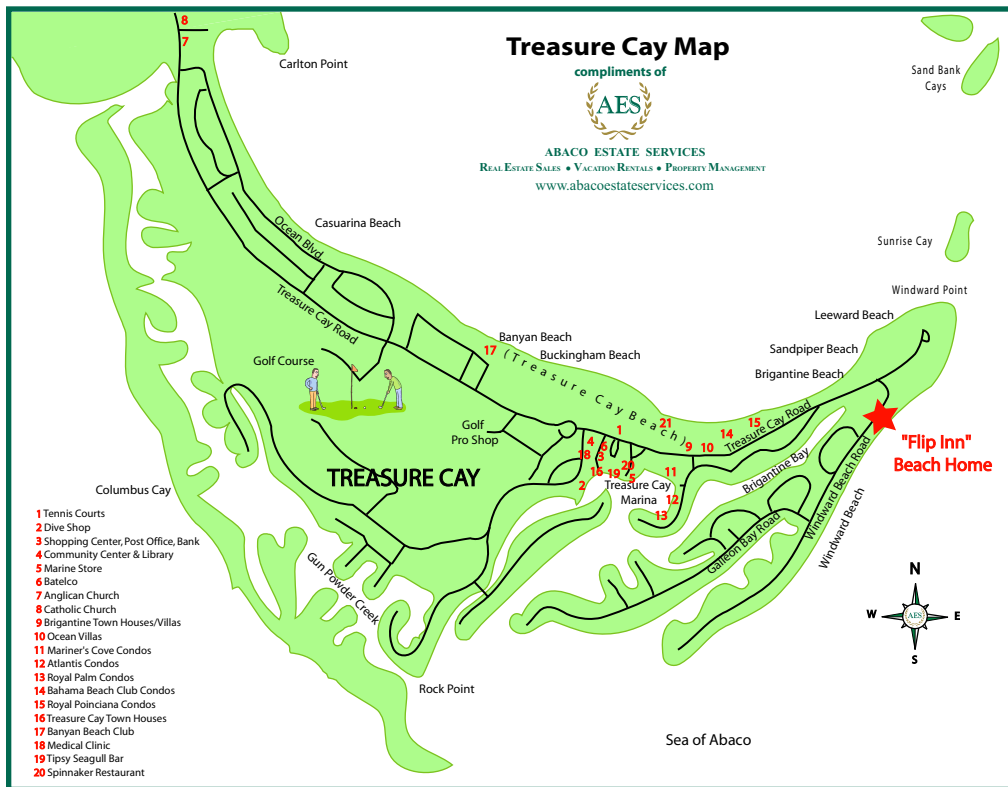 8
7
Carlton Point
Treasure Cay Map
compliments of
AES
ABACO ESTATE SERVICES
REAL ESTATE SALES • VACATION RENTALS • PROPERTY MANAGEMENT
www.abacoestateservices.com
Sand Bank
Cays
Casuarina Beach
Ocean Blvd
Sunrise Cay
Treasure Cay Road
Windward Point
Leeward Beach
Banyan Beach
17
Buckingham Beach
Sandpiper Beach
(Treasure Cay Beach)
Golf Course
Brigantine Beach
Treasure Cay Road
21
15
14
1
Golf
Pro Shop
4
6
9
10
18
3
"Flip Inn"
Beach Home
TREASURE CAY
16
19
20
5
11
Brigantine Bay
2
Treasure Cay
Marina
12
13
Windward Beach Road
Windward Beach
Galleon Bay Road
Columbus Cay
Gun Powder Creek
Rock Point
Sea of Abaco
N
W
AES
E
S
1 Tennis Courts
2 Dive Shop
3 Shopping Center, Post Office, Bank
4 Community Center & Library
5 Marine Store
6 Batelco
7 Anglican Church
8 Catholic Church
9 Brigantine Town Houses/Villas
10 Ocean Villas
11 Mariner's Cove Condos
12 Atlantis Condos
13 Royal Palm Condos
14 Bahama Beach Club Condos
15 Royal Poinciana Condos
16 Treasure Cay Town Houses
17 Banyan Beach Club
18 Medical Clinic
19 Tipsy Seagull Bar
20 Spinnaker Restaurant